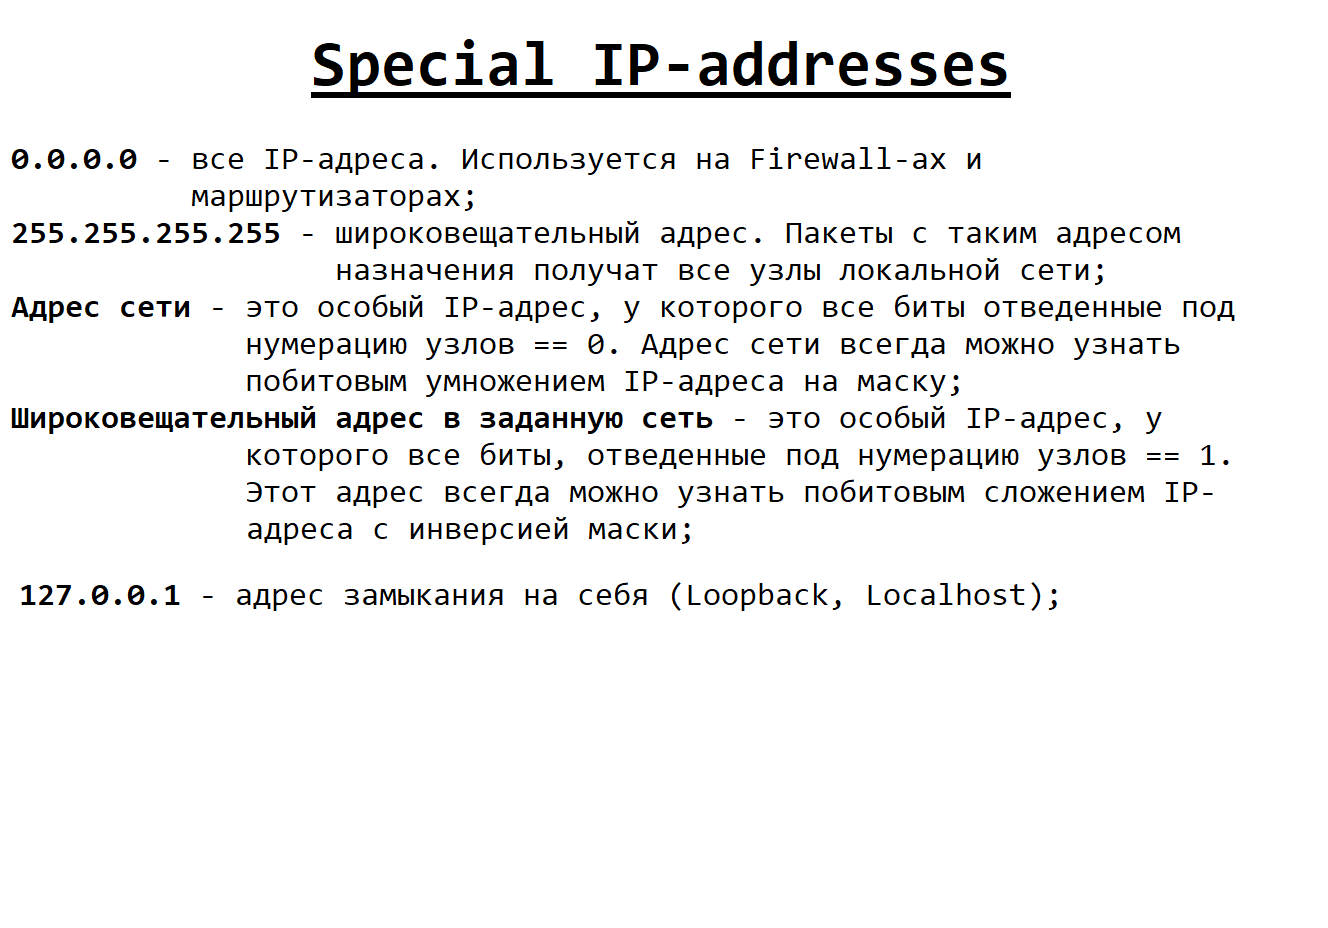 Special IP-addresses
0.0.0.0 - все IP-адреса. Используется на Firewall-ах и
маршрутизаторах;
255.255.255.255 - широковещательный адрес. Пакеты с таким адресом
назначения получат все узлы локальной сети;
Адрес сети - это особый IP-адрес, у которого все биты отведенные под
нумерацию узлов == 0. Адрес сети всегда можно узнать
побитовым умножением IP-адреса на маску;
Широковещательный адрес в заданную сеть - это особый IP-адрес, у
которого все биты, отведенные под нумерацию узлов == 1.
Этот адрес всегда можно узнать побитовым сложением IP-
адреса с инверсией маски;
127.0.0.1 - адрес замыкания на себя (Loopback, Localhost);